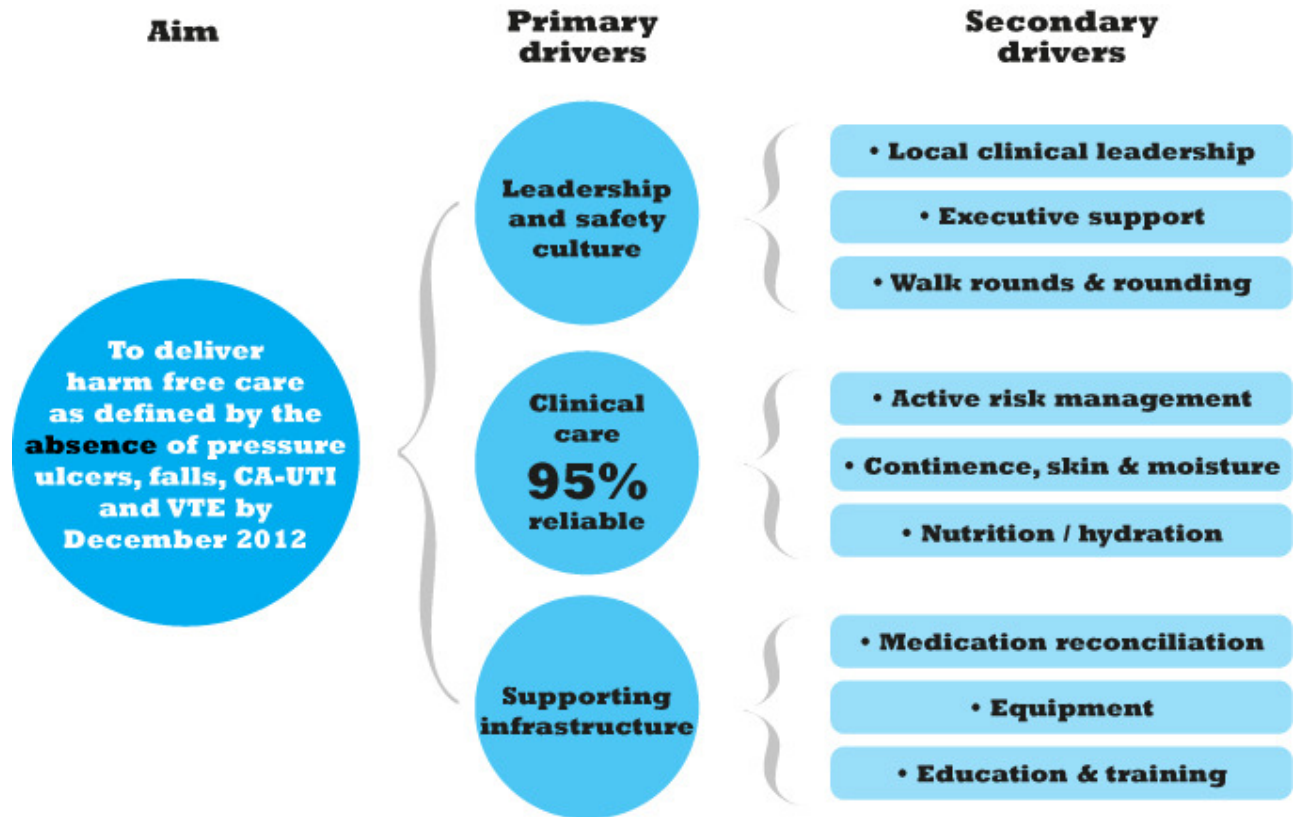 Aim
Primary
drivers
Secondary
drivers
To deliver
harm free care
as defined by the
absence of pressure
ulcers, falls, CA-UTI
and VTE by
December 2012
Leadership
and safety
culture
• Local clinical leadership
• Executive support
• Walk rounds & rounding
Clinical
care
95%
reliable
• Active risk management
• Continence, skin & moisture
• Nutrition / hydration
Supporting
infrastructure
• Medication reconciliation
• Equipment
• Education & training